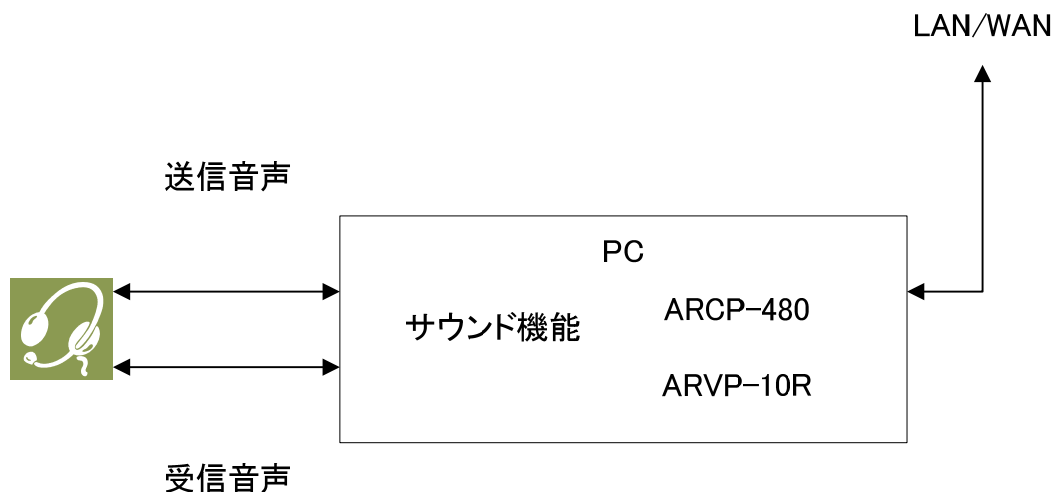 LAN/WAN
送信音声
PC
ARCP-480
サウンド機能
ARVP-10R
受信音声